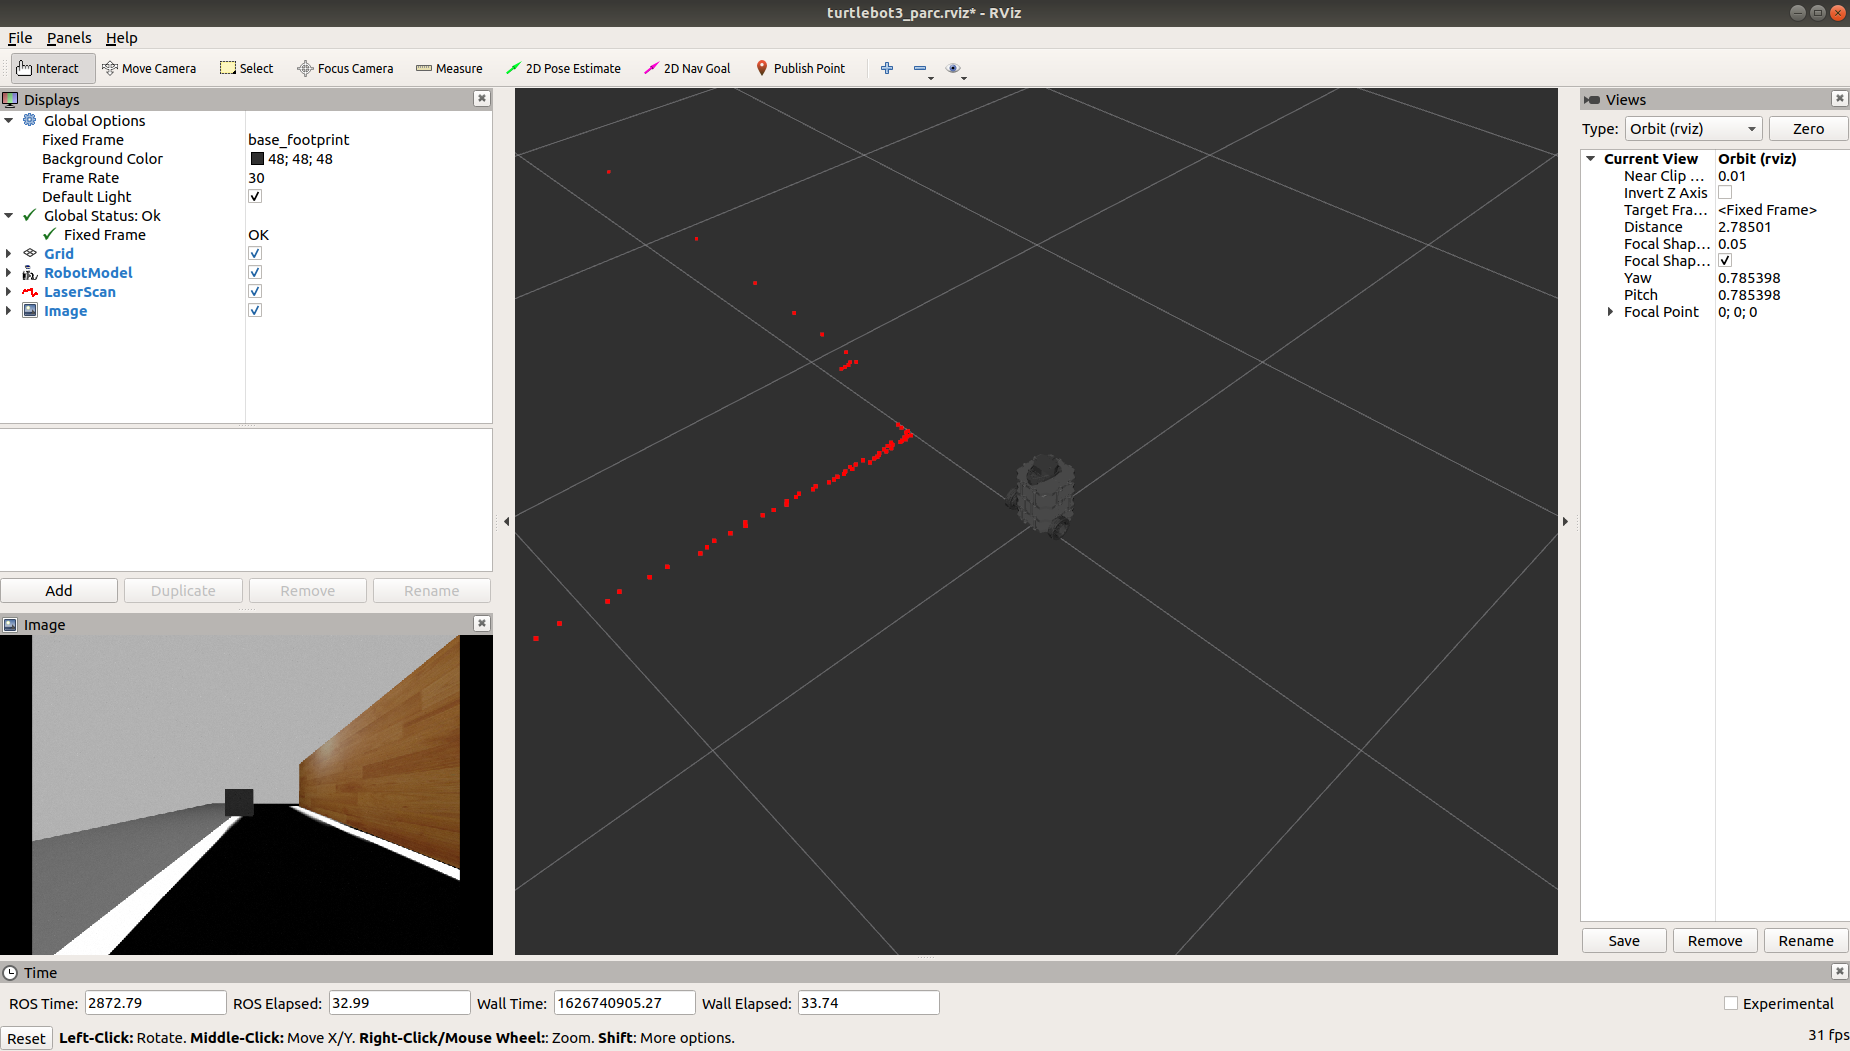 turtlebot3_parc.rviz* - RViz
File Panels Help
Interact Move Camera Select Focus Camera Measure 2D Pose Estimate 2D Nav Goal Publish Point
Displays
Global Options
Fixed Frame base_footprint
Background Color 48; 48; 48
Frame Rate 30
Default Light
Global Status: Ok
Fixed Frame OK
Grid
RobotModel
LaserScan
Image
Add Duplicate Remove Rename
Image
Views
Type: Orbit (rviz) Zero
Current View Orbit (rviz)
Near Clip ... 0.01
Invert Z Axis
Target Fra... <Fixed Frame>
Distance 2.78501
Focal Shap... 0.05
Focal Shap...
Yaw 0.785398
Pitch 0.785398
Focal Point 0; 0; 0
Save Remove Rename
Time
ROS Time: 2872.79 ROS Elapsed: 32.99 Wall Time: 1626740905.27 Wall Elapsed: 33.74 Experimental
Reset Left-Click: Rotate. Middle-Click: Move X/Y. Right-Click/Mouse Wheel:: Zoom. Shift: More options. 31 fps